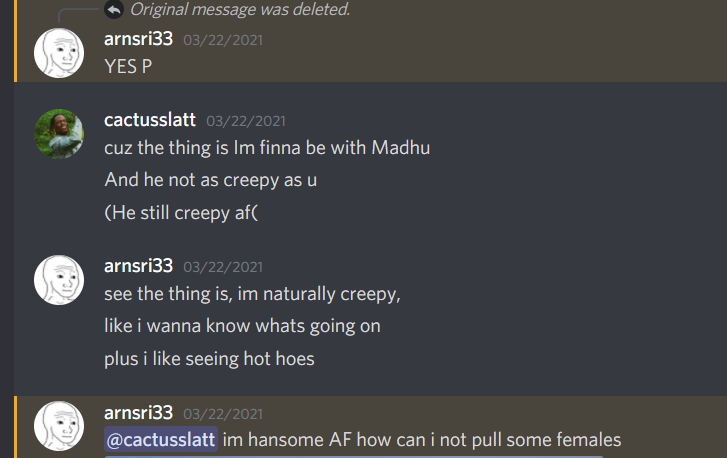 Original message was deleted.
arnsri33 03/22/2021
YES P
cactusslatt 03/22/2021
cuz the thing is Im finna be with Madhu
And he not as creepy as u
(He still creepy af(
arnsri33 03/22/2021
see the thing is, im naturally creepy,
like i wanna know whats going on
plus i like seeing hot hoes
arnsri33 03/22/2021
@cactusslatt im hansome AF how can i not pull some females